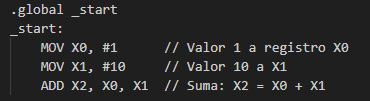 .global _start
_start:
    MOV X0, #1      // Valor 1 a registro X0
    MOV X1, #10     // Valor 10 a X1
    ADD X2, X0, X1  // Suma: X2 = X0 + X1